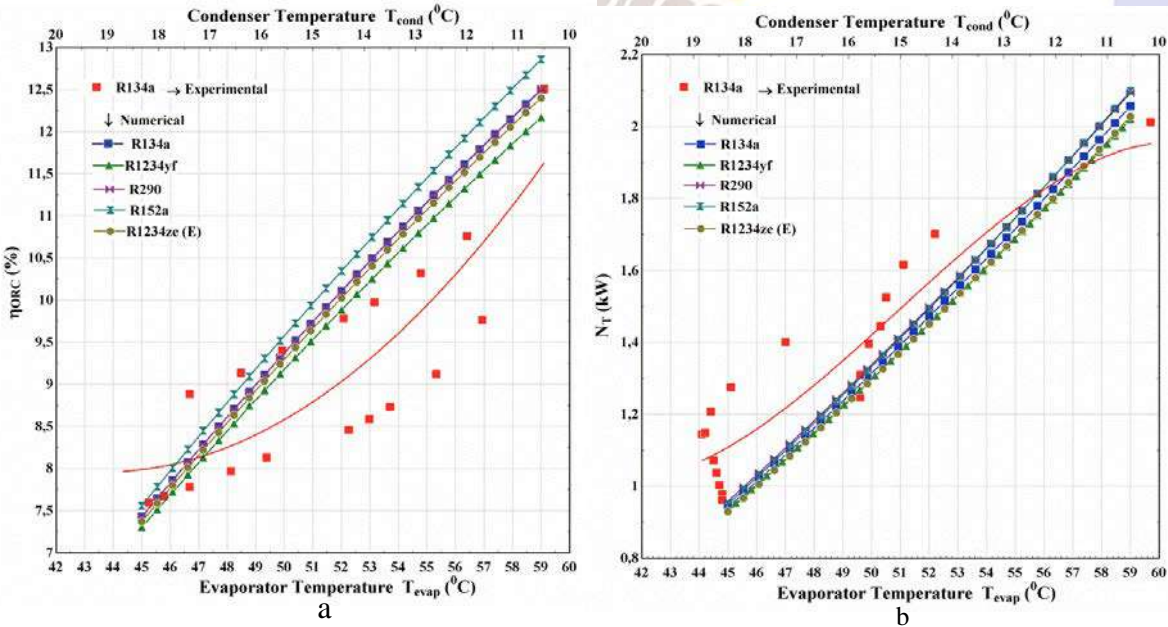 Condenser Temperature T_cond (⁰C)
20 19 18 17 16 15 14 13 12 11 10
13
12.5
12
11.5
11
10.5
10
9.5
9
8.5
8
7.5
7
ηORC (%)
R134a → Experimental
↓ Numerical
R134a
R1234yf
R290
R152a
R1234ze (E)
42 43 44 45 46 47 48 49 50 51 52 53 54 55 56 57 58 59 60
Evaporator Temperature T_evap (⁰C)
a
Condenser Temperature T_cond (⁰C)
20 19 18 17 16 15 14 13 12 11 10
2.2
2
1.8
1.6
1.4
1.2
1
0.8
N_T (kW)
R134a → Experimental
↓ Numerical
R134a
R1234yf
R290
R152a
R1234ze (E)
42 43 44 45 46 47 48 49 50 51 52 53 54 55 56 57 58 59 60
Evaporator Temperature T_evap (⁰C)
b